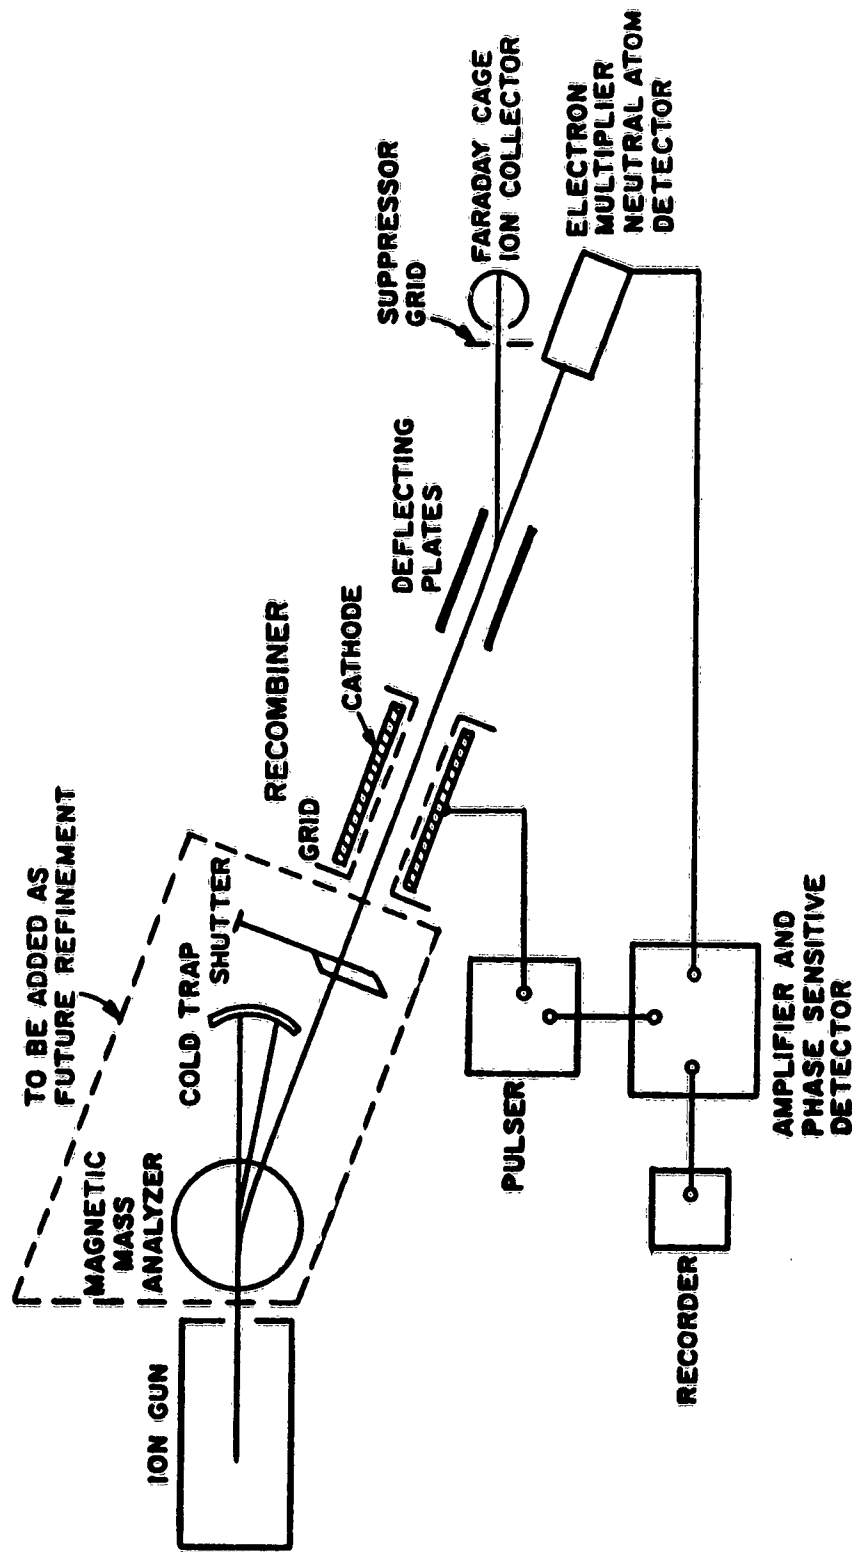 TO BE ADDED AS
FUTURE REFINEMENT
MAGNETIC
MASS
ANALYZER
ION GUN
COLD TRAP
SHUTTER
RECOMBINER
GRID
CATHODE
DEFLECTING
PLATES
SUPPRESSOR
GRID
FARADAY CAGE
ION COLLECTOR
ELECTRON
MULTIPLIER
NEUTRAL ATOM
DETECTOR
PULSER
RECORDER
AMPLIFIER AND
PHASE SENSITIVE
DETECTOR